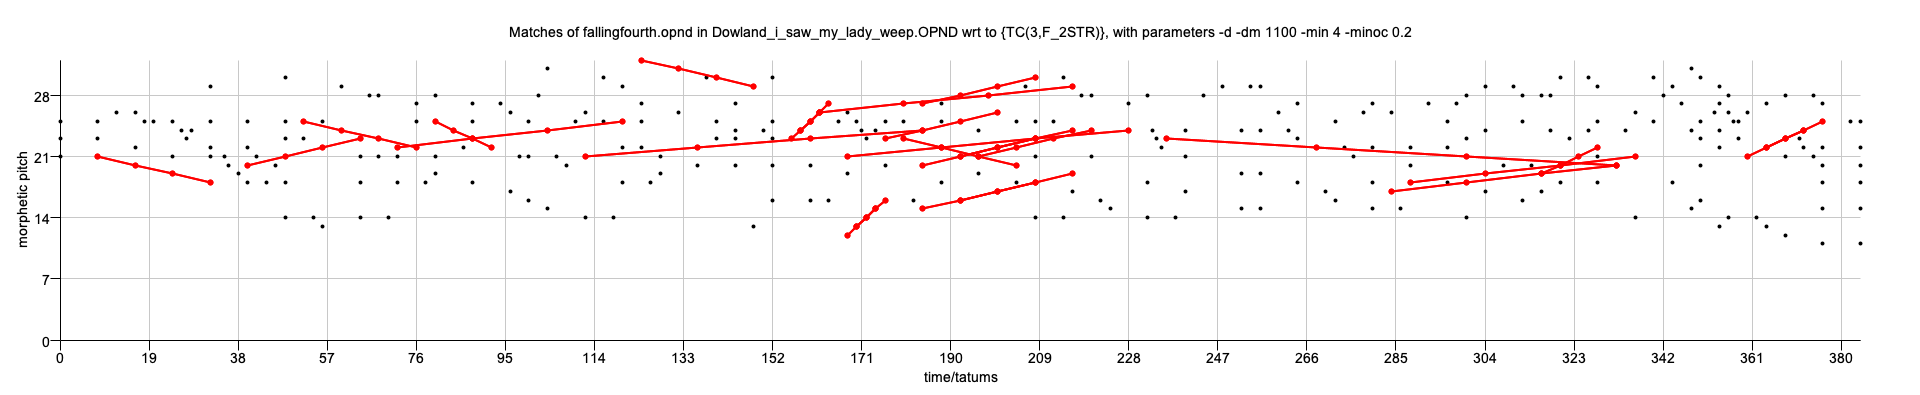 Matches of fallingfourth.opnd in Dowland_i_saw_my_lady_weep.OPND wrt to {TC(3,F_2STR)}, with parameters -d -dm 1100 -min 4 -minoc 0.2
morphetic pitch
28
21
14
7
0
0 19 38 57 76 95 114 133 152 171 190 209 228 247 266 285 304 323 342 361 380
time/tatums